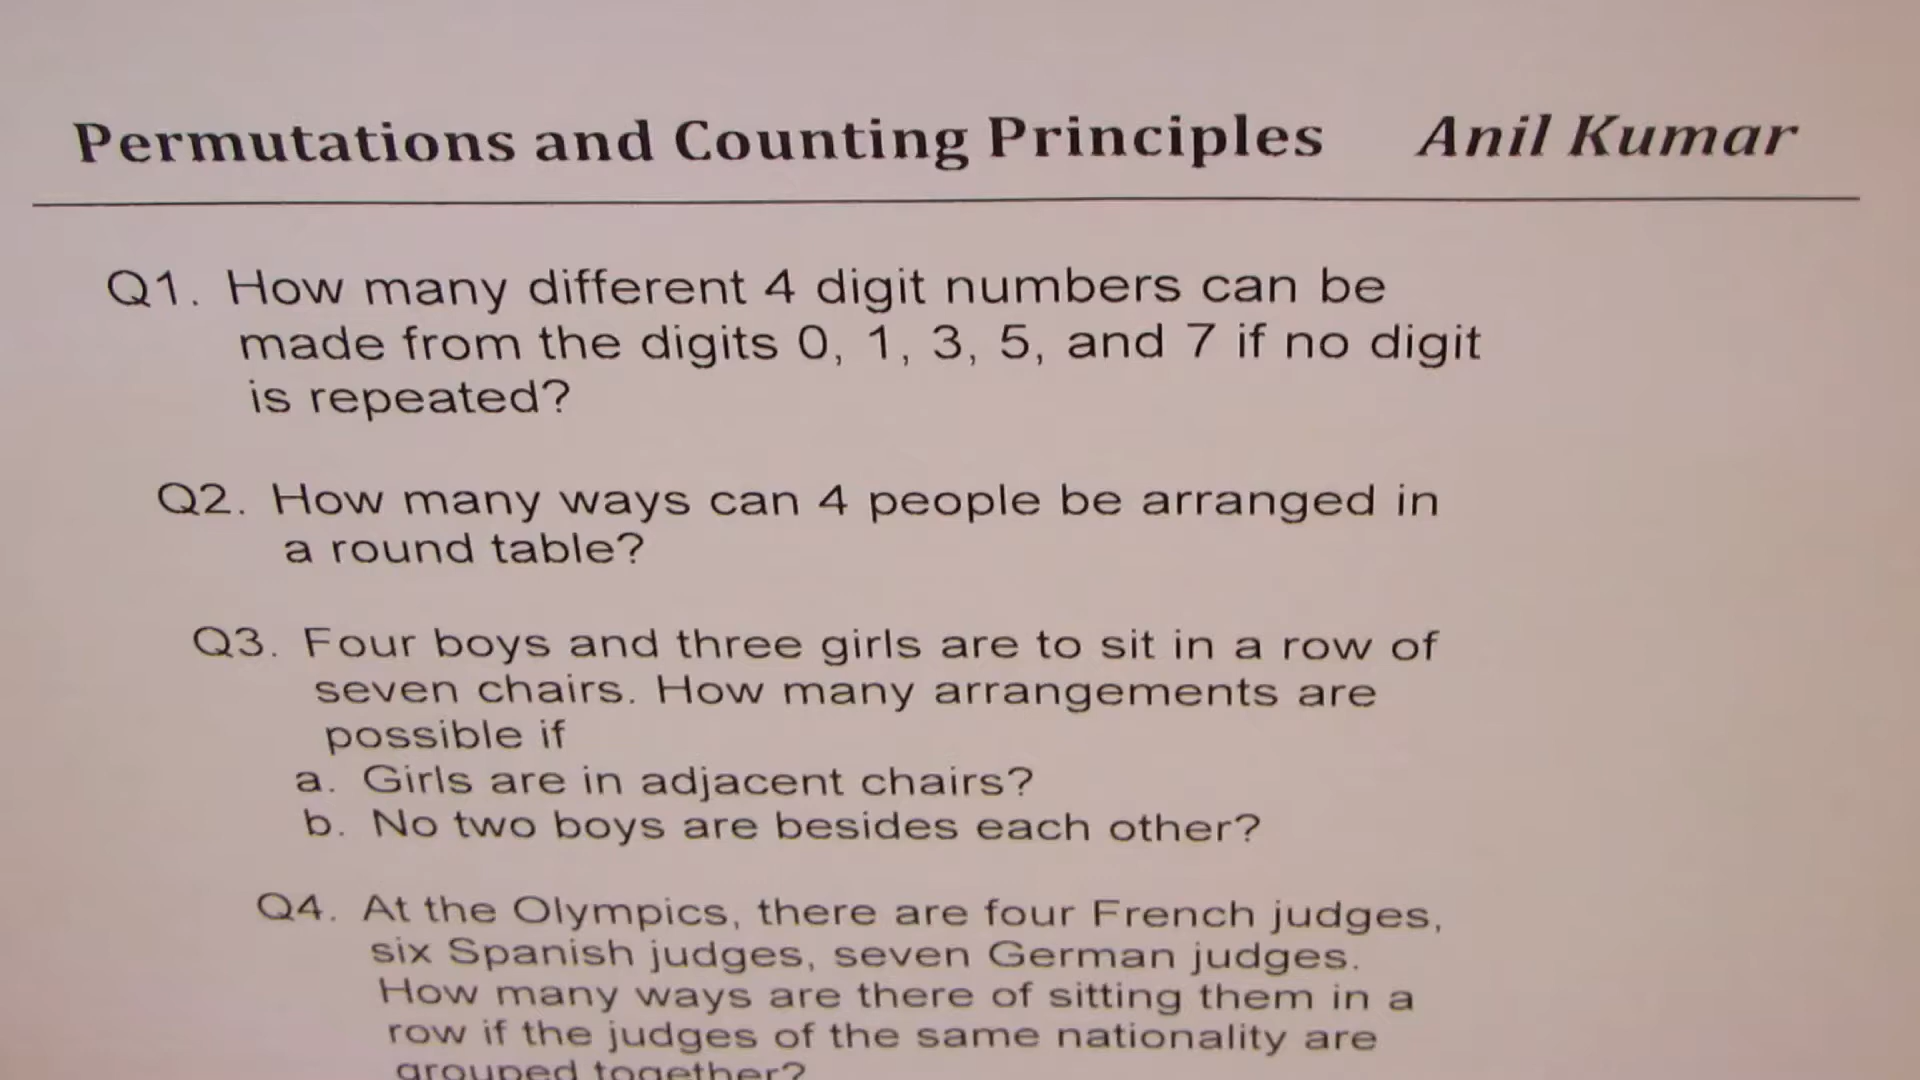 Permutations and Counting Principles Anil Kumar
Q1. How many different 4 digit numbers can be
made from the digits 0, 1, 3, 5, and 7 if no digit
is repeated?
Q2. How many ways can 4 people be arranged in
a round table?
Q3. Four boys and three girls are to sit in a row of
seven chairs. How many arrangements are
possible if
a. Girls are in adjacent chairs?
b. No two boys are besides each other?
Q4. At the Olympics, there are four French judges,
six Spanish judges, seven German judges.
How many ways are there of sitting them in a
row if the judges of the same nationality are
grouped together?